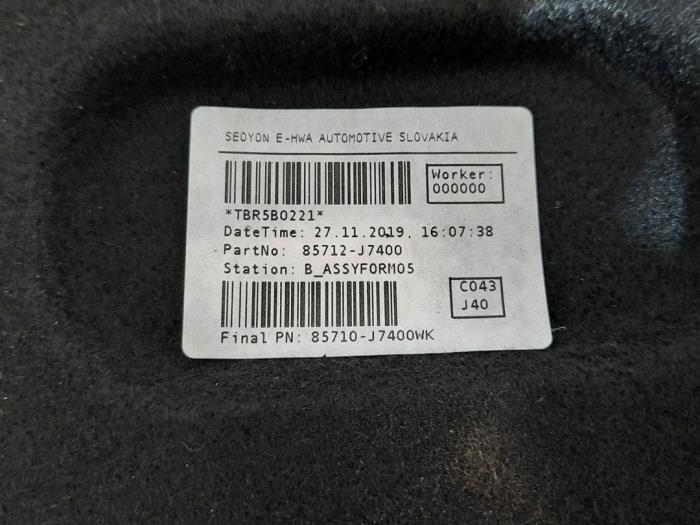 SEOYON E-HWA AUTOMOTIVE SLOVAKIA
Worker:
000000
*TBR5B0221*
DateTime: 27.11.2019, 16:07:38
PartNo: 85712-J7400
Station: B_ASSYFORM05
C043
J40
Final PN: 85710-J7400WK